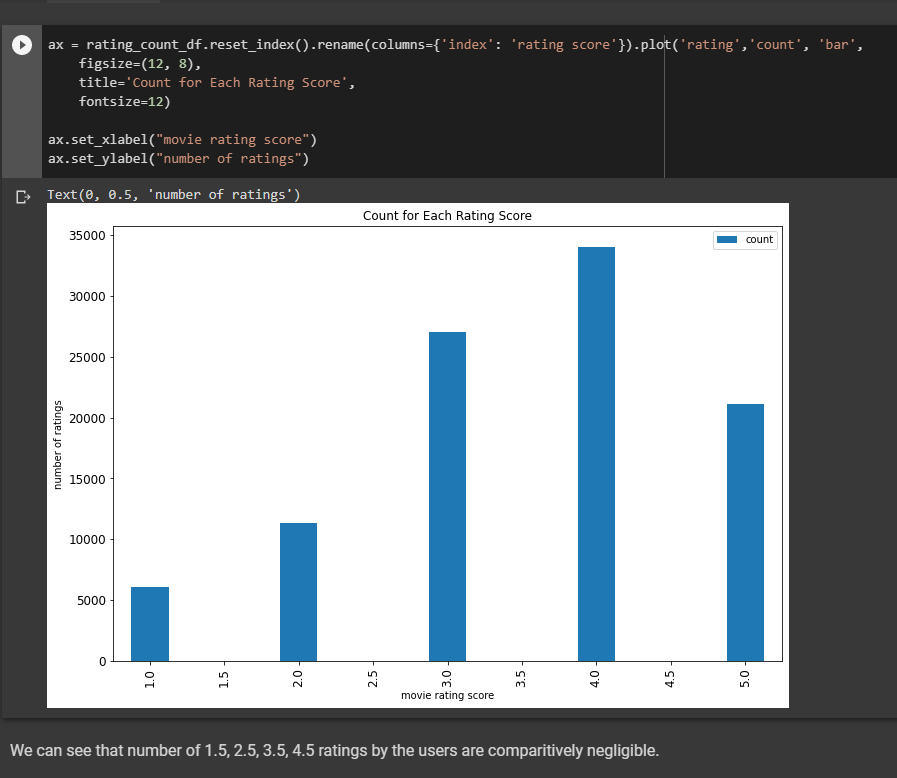 ax = rating_count_df.reset_index().rename(columns={'index': 'rating score'}).plot('rating','count', 'bar',
figsize=(12, 8),
title='Count for Each Rating Score',
fontsize=12)
ax.set_xlabel("movie rating score")
ax.set_ylabel("number of ratings")
Text(0, 0.5, 'number of ratings')
Count for Each Rating Score
count
35000
30000
25000
20000
15000
10000
5000
0
number of ratings
1.0 1.5 2.0 2.5 3.0 3.5 4.0 4.5 5.0
movie rating score
We can see that number of 1.5, 2.5, 3.5, 4.5 ratings by the users are comparitively negligible.